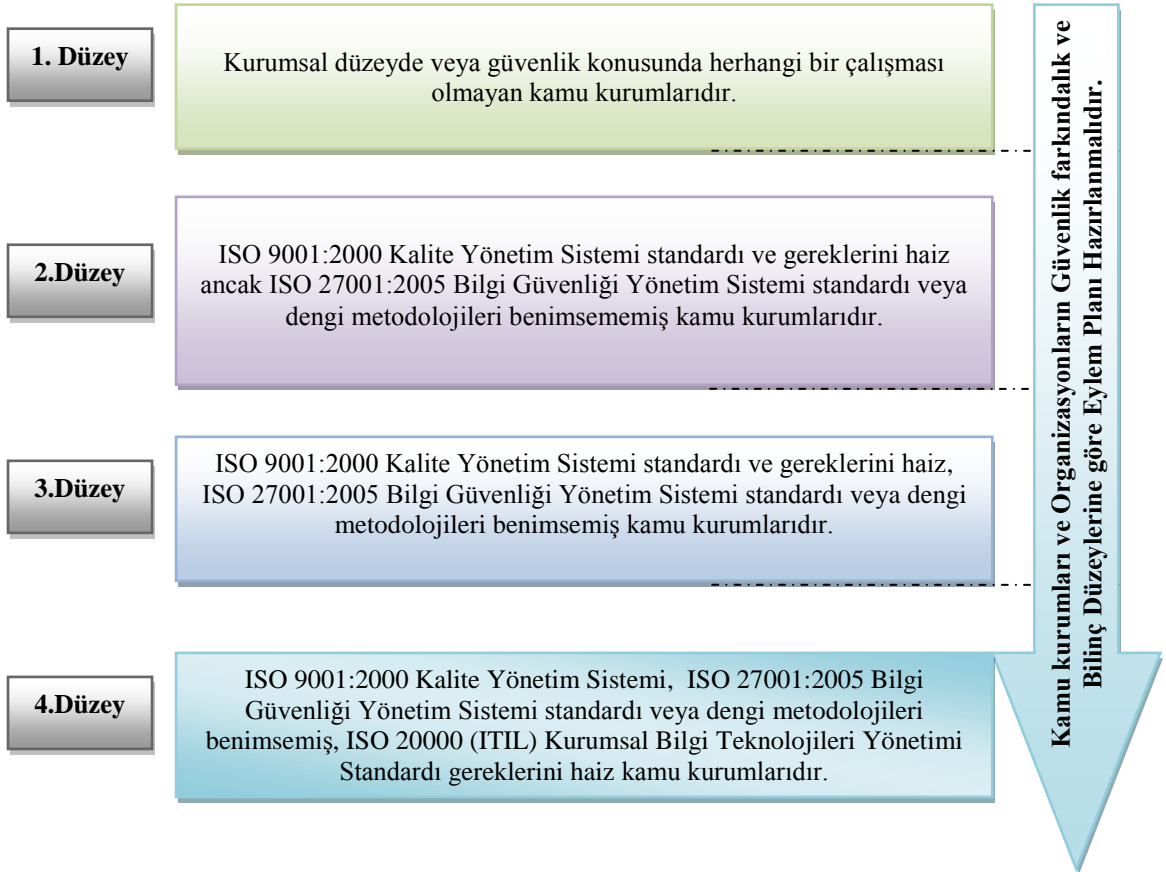 1. Düzey
Kurumsal düzeyde veya güvenlik konusunda herhangi bir çalışması
olmayan kamu kurumlarıdır.
2.Düzey
ISO 9001:2000 Kalite Yönetim Sistemi standardı ve gereklerini haiz
ancak ISO 27001:2005 Bilgi Güvenliği Yönetim Sistemi standardı veya
dengi metodolojileri benimsememiş kamu kurumlarıdır.
3.Düzey
ISO 9001:2000 Kalite Yönetim Sistemi standardı ve gereklerini haiz,
ISO 27001:2005 Bilgi Güvenliği Yönetim Sistemi standardı veya dengi
metodolojileri benimsemiş kamu kurumlarıdır.
4.Düzey
ISO 9001:2000 Kalite Yönetim Sistemi, ISO 27001:2005 Bilgi
Güvenliği Yönetim Sistemi standardı veya dengi metodolojileri
benimsemiş, ISO 20000 (ITIL) Kurumsal Bilgi Teknolojileri Yönetimi
Standardı gereklerini haiz kamu kurumlarıdır.
Kamu kurumları ve Organizasyonların Güvenlik farkındalık ve
Bilinç Düzeylerine göre Eylem Planı Hazırlanmalıdır.